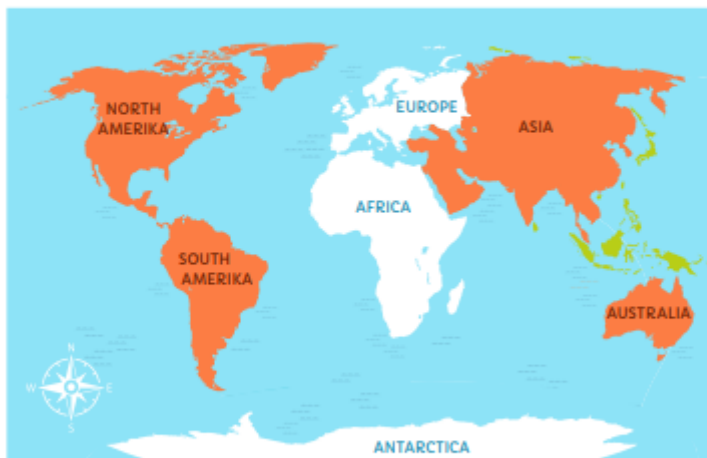 NORTH
AMERIKA
EUROPE
ASIA
AFRICA
SOUTH
AMERIKA
AUSTRALIA
N
W E
S
ANTARCTICA